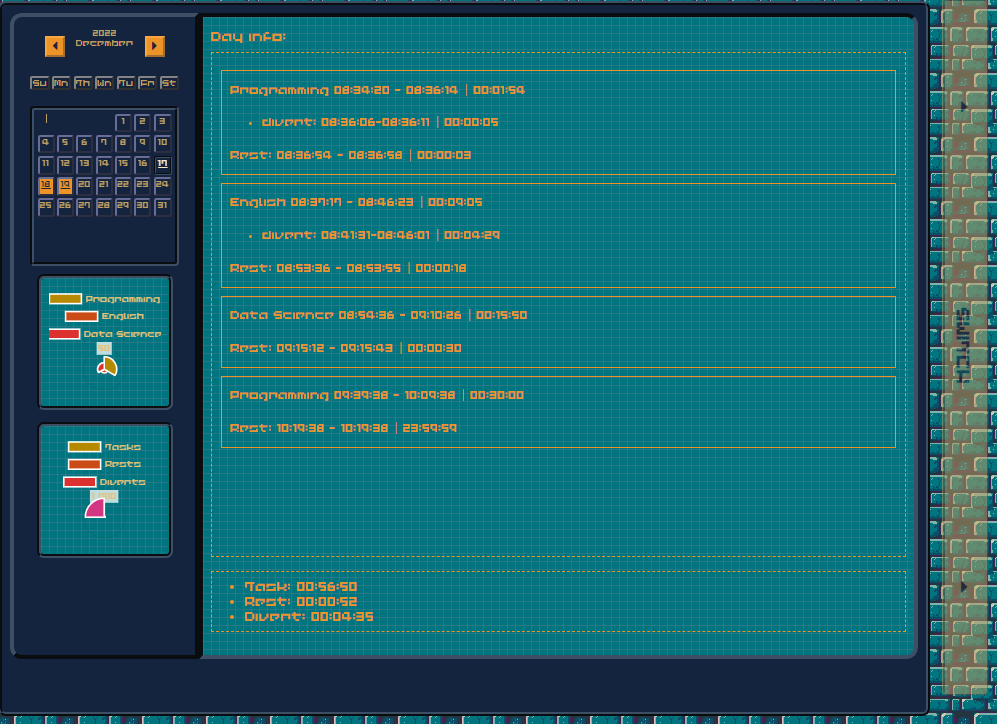 2022
December
Su Mn Th Wn Tu Fn St
1 2 3
4 5 6 7 8 9 10
11 12 13 14 15 16 17
18 19 20 21 22 23 24
25 26 27 28 29 30 31
Programming
English
Data Science
Tasks
Rests
Diverts
Day info:
Programming 08:34:20 - 08:36:14 | 00:01:54
divert: 08:36:06-08:36:11 | 00:00:05
Rest: 08:36:54 - 08:36:58 | 00:00:03
English 08:37:17 - 08:46:23 | 00:09:05
divert: 08:41:31-08:46:01 | 00:04:29
Rest: 08:53:36 - 08:53:55 | 00:00:18
Data Science 08:54:36 - 09:10:26 | 00:15:50
Rest: 09:15:12 - 09:15:43 | 00:00:30
Programming 09:39:38 - 10:09:38 | 00:30:00
Rest: 10:19:38 - 10:19:38 | 23:59:59
Task: 00:56:50
Rest: 00:00:52
Divert: 00:04:35
SWITCH